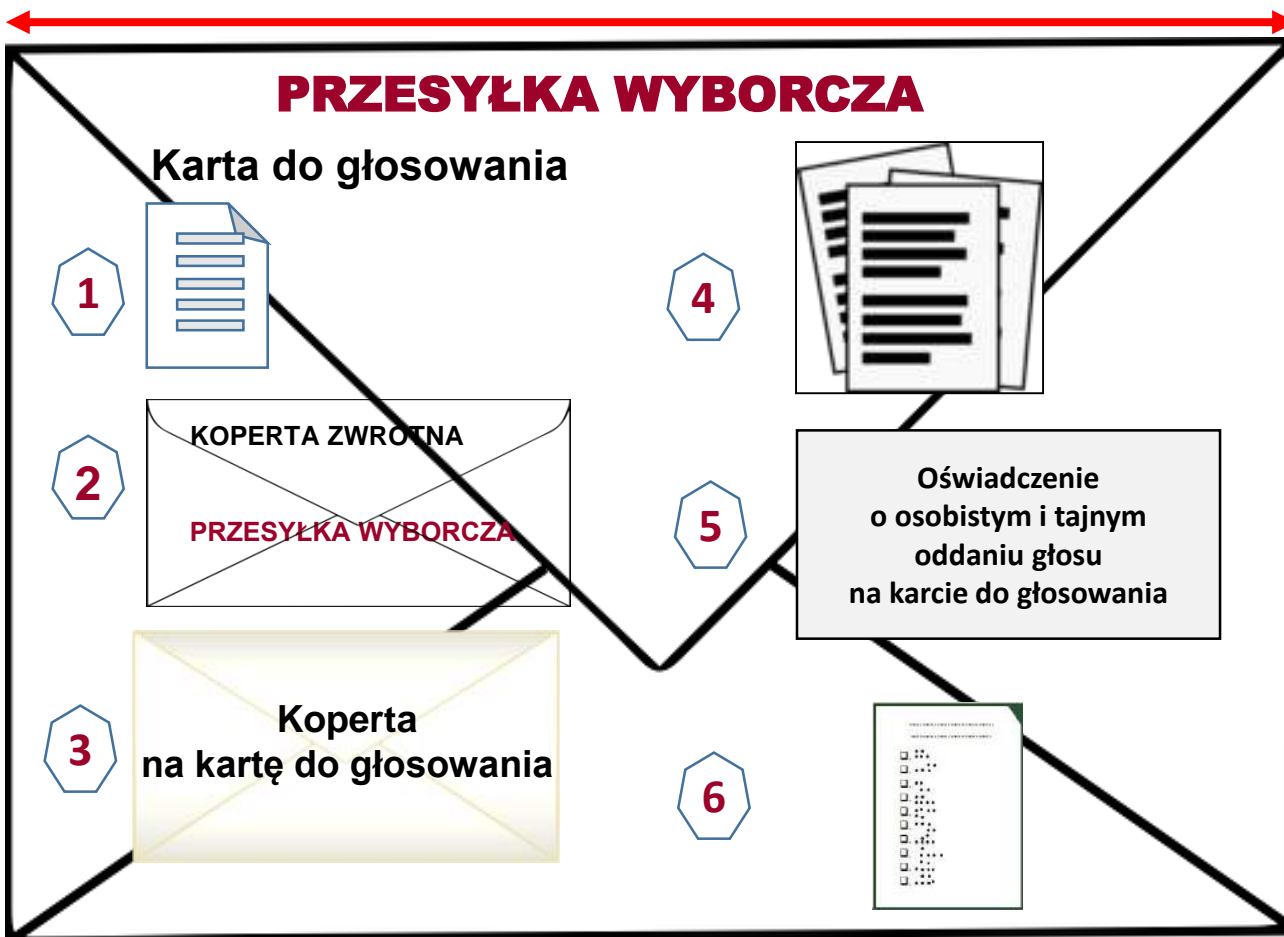 PRZESYŁKA WYBORCZA
Karta do głosowania
1
2
KOPERTA ZWROTNA
PRZESYŁKA WYBORCZA
3
Koperta
na kartę do głosowania
4
5
Oświadczenie
o osobistym i tajnym
oddaniu głosu
na karcie do głosowania
6